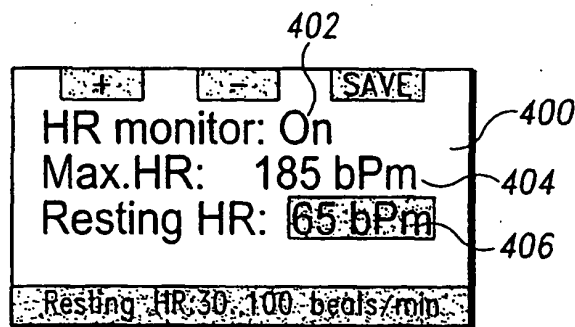 402
+ - SAVE
HR monitor: On
400
Max.HR: 185 bPm
404
Resting HR: 65 bPm
406
Resting HR:30. 100 beats/min